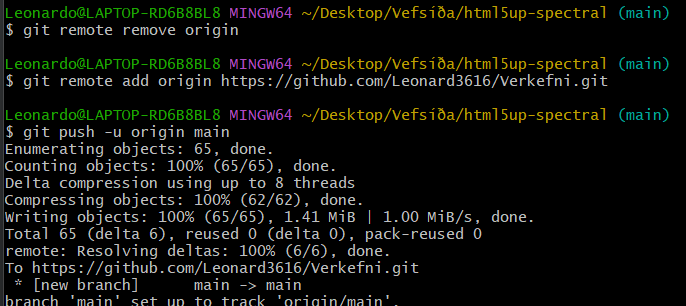 Leonardo@LAPTOP-RD6B8BL8 MINGW64 ~/Desktop/Vefsíða/html5up-spectral (main)
$ git remote remove origin
Leonardo@LAPTOP-RD6B8BL8 MINGW64 ~/Desktop/Vefsíða/html5up-spectral (main)
$ git remote add origin https://github.com/Leonard3616/Verkefni.git
Leonardo@LAPTOP-RD6B8BL8 MINGW64 ~/Desktop/Vefsíða/html5up-spectral (main)
$ git push -u origin main
Enumerating objects: 65, done.
Counting objects: 100% (65/65), done.
Delta compression using up to 8 threads
Compressing objects: 100% (62/62), done.
Writing objects: 100% (65/65), 1.41 MiB | 1.00 MiB/s, done.
Total 65 (delta 6), reused 0 (delta 0), pack-reused 0
remote: Resolving deltas: 100% (6/6), done.
To https://github.com/Leonard3616/Verkefni.git
 * [new branch]      main -> main
branch 'main' set up to track 'origin/main'.